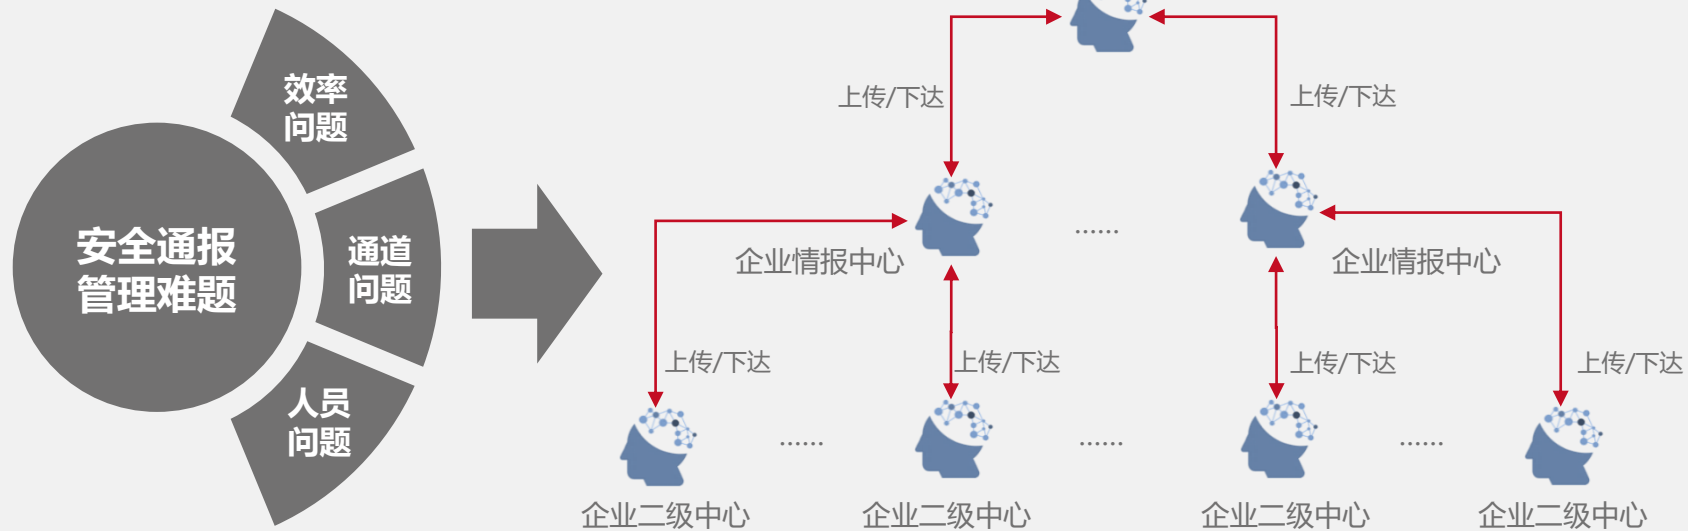 效率
问题
安全通报
管理难题
通道
问题
人员
问题
上传/下达
上传/下达
......
企业情报中心
企业情报中心
上传/下达
上传/下达
上传/下达
上传/下达
......
......
......
企业二级中心
企业二级中心
企业二级中心
企业二级中心